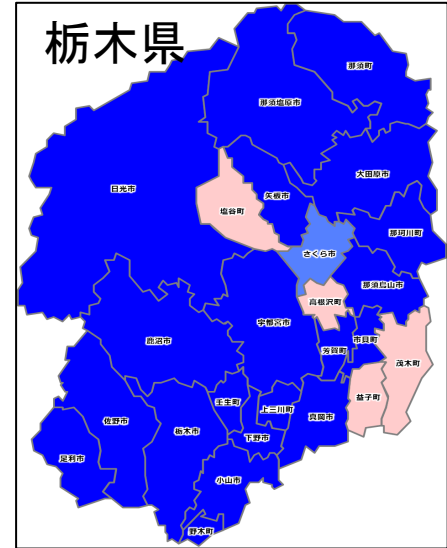 栃木県
那須町
那須塩原市
大田原市
日光市
矢板市
塩谷町
那珂川町
さくら市
那須烏山市
高根沢町
宇都宮市
鹿沼市
市貝町
芳賀町
茂木町
益子町
壬生町
上三川町
真岡市
佐野市
栃木市
下野市
足利市
小山市
野木町